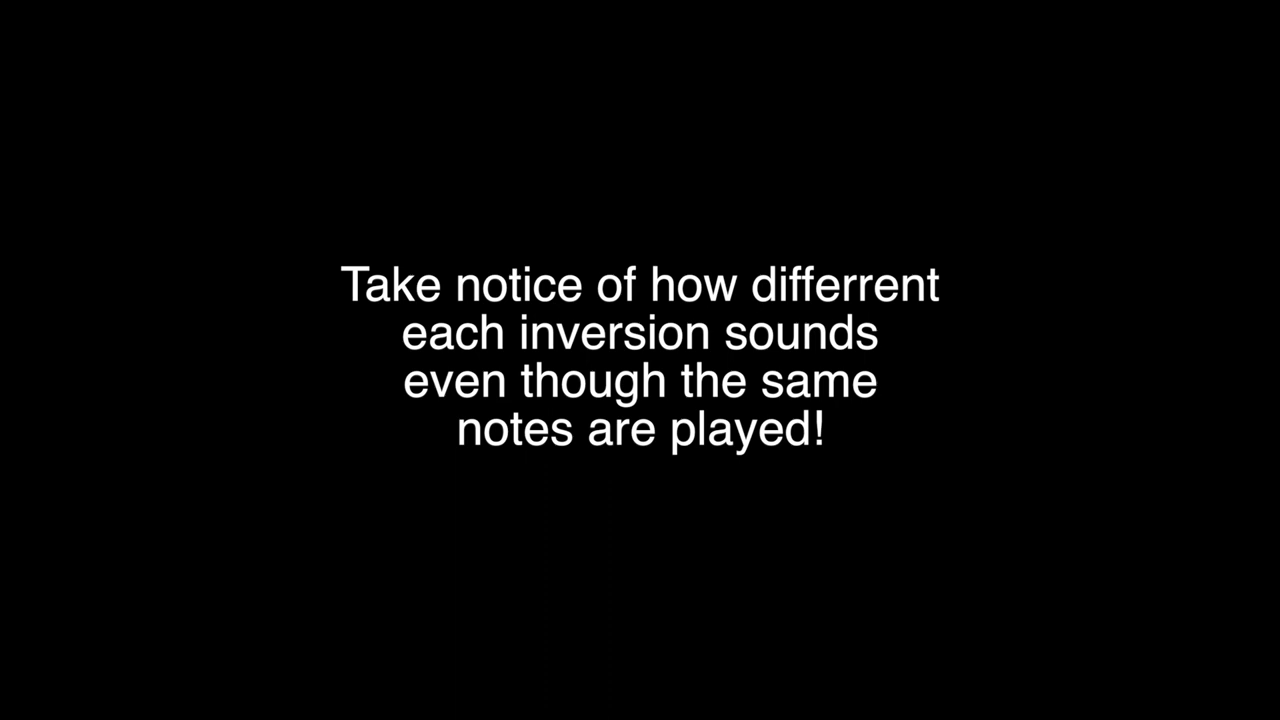 Take notice of how differrent
each inversion sounds
even though the same
notes are played!